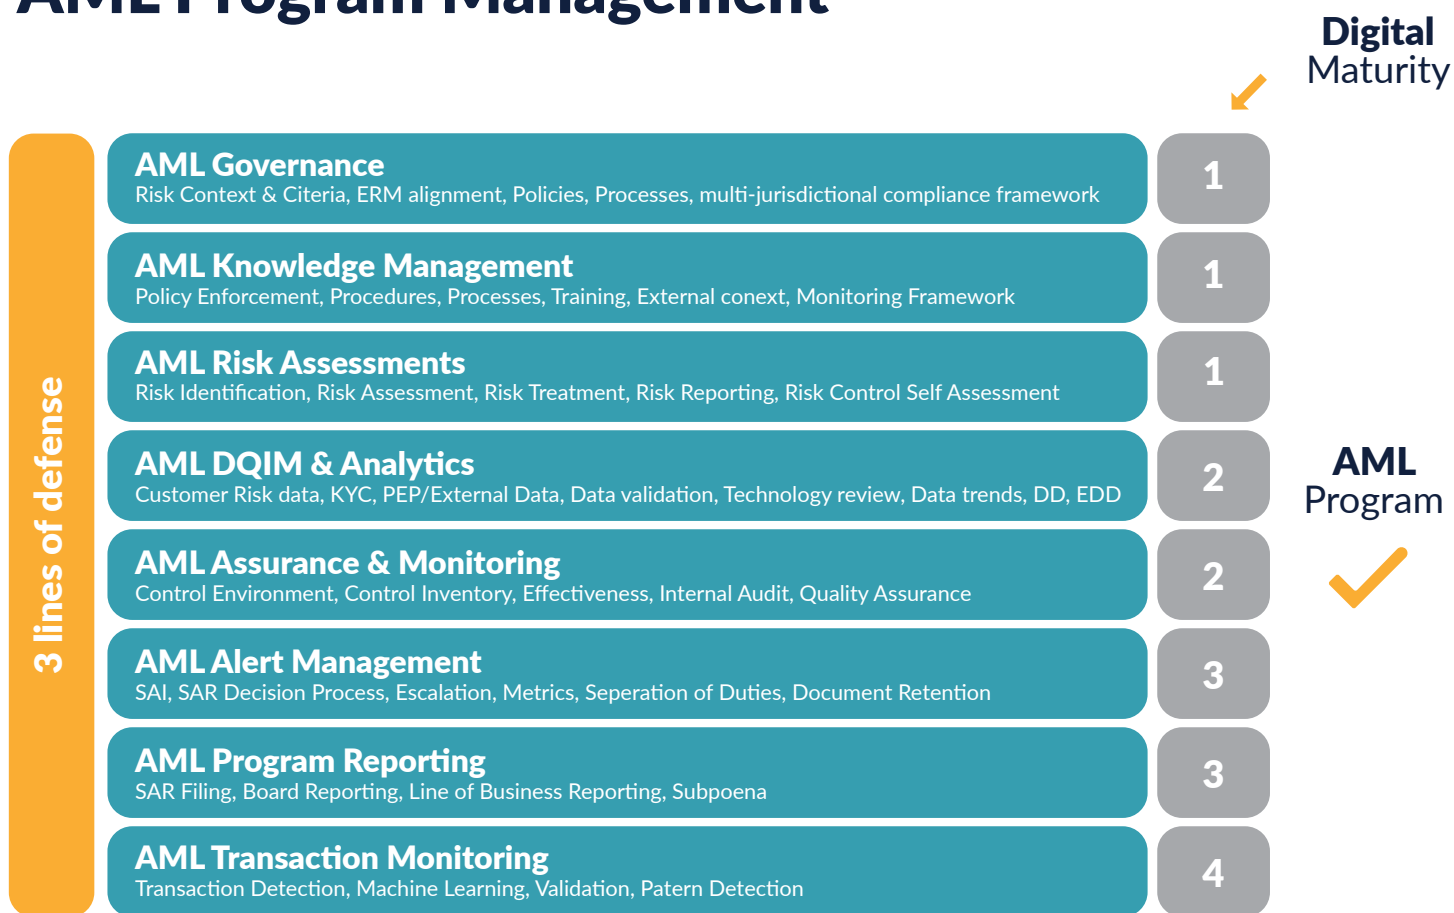 AML Program Management
Digital
Maturity
3 lines of defense
AML Governance
Risk Context & Citeria, ERM alignment, Policies, Processes, multi-jurisdictional compliance framework
1
AML Knowledge Management
Policy Enforcement, Procedures, Processes, Training, External conext, Monitoring Framework
1
AML Risk Assessments
Risk Identification, Risk Assessment, Risk Treatment, Risk Reporting, Risk Control Self Assessment
1
AML DQIM & Analytics
Customer Risk data, KYC, PEP/External Data, Data validation, Technology review, Data trends, DD, EDD
2
AML
Program
AML Assurance & Monitoring
Control Environment, Control Inventory, Effectiveness, Internal Audit, Quality Assurance
2
AML Alert Management
SAI, SAR Decision Process, Escalation, Metrics, Seperation of Duties, Document Retention
3
AML Program Reporting
SAR Filing, Board Reporting, Line of Business Reporting, Subpoena
3
AML Transaction Monitoring
Transaction Detection, Machine Learning, Validation, Patern Detection
4